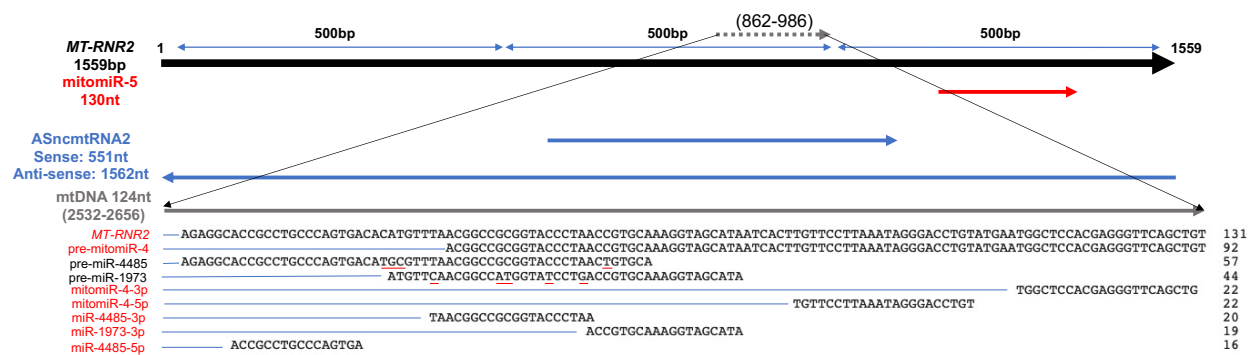 (862-986)
500bp 500bp 500bp
MT-RNR2 1 1559
1559bp
mitomiR-5
130nt
ASncmtRNA2
Sense: 551nt
Anti-sense: 1562nt
mtDNA 124nt
(2532-2656)
MT-RNR2 AGAGGCACCGCCTGCCCAGTGACACATGTTTAACGGCCGCGGTACCCTAACCGTGCAAAGGTAGCATAATCACTTGTTCCTTAAATAGGGACCTGTATGAATGGCTCCACGAGGGTTCAGCTGT 131
pre-mitomiR-4 ACGGCCGCGGTACCCTAACCGTGCAAAGGTAGCATAATCACTTGTTCCTTAAATAGGGACCTGTATGAATGGCTCCACGAGGGTTCAGCTGT 92
pre-miR-4485 AGAGGCACCGCCTGCCCAGTGACATGCGTTTAACGGCCGCGGTACCCTAACTGTGCA 57
pre-miR-1973 ATGTTCAACGGCCATGGTATCCTGACCGTGCAAAGGTAGCATA 44
mitomiR-4-3p TGGCTCCACGAGGGTTCAGCTG 22
mitomiR-4-5p TGTTCCTTAAATAGGGACCTGT 22
miR-4485-3p TAACGGCCGCGGTACCCTAA 20
miR-1973-3p ACCGTGCAAAGGTAGCATA 19
miR-4485-5p ACCGCCTGCCCAGTGA 16